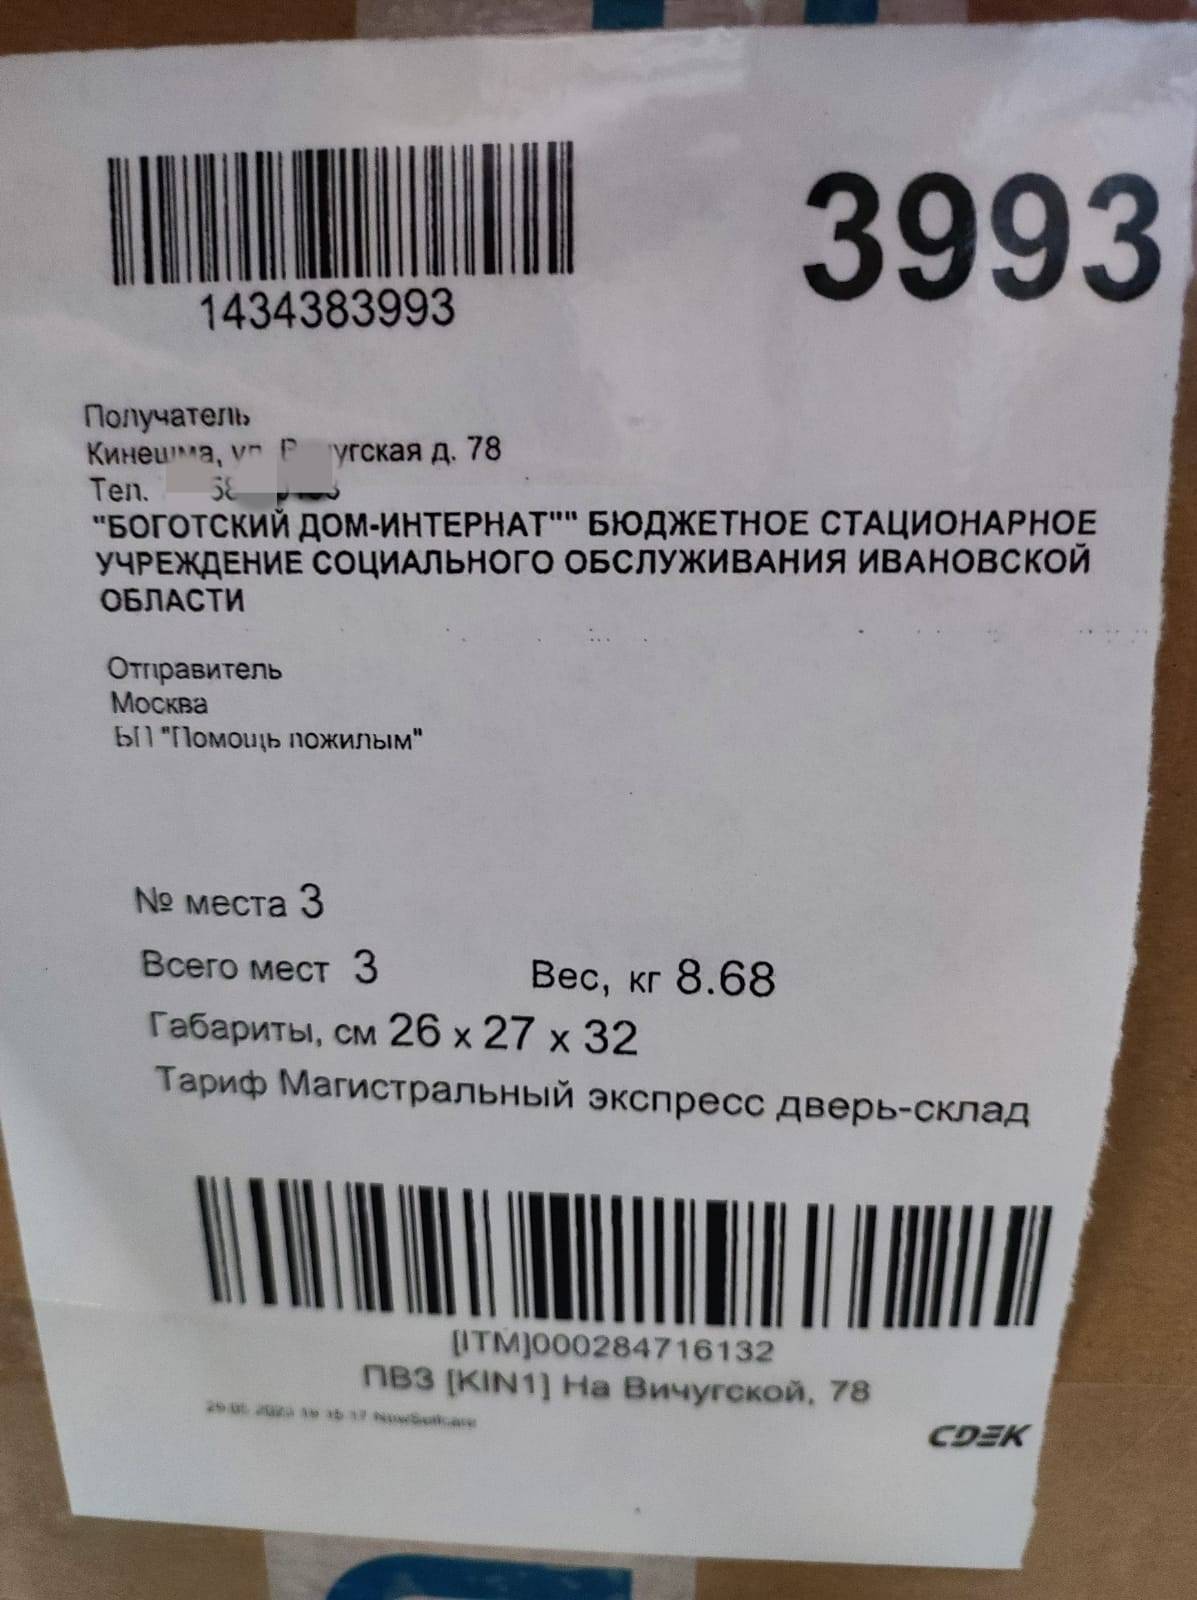 3993
1434383993
Получатель
Кинешма, ул. угская д. 78
Тел.
"БОГОТСКИЙ ДОМ-ИНТЕРНАТ"" БЮДЖЕТНОЕ СТАЦИОНАРНОЕ
УЧРЕЖДЕНИЕ СОЦИАЛЬНОГО ОБСЛУЖИВАНИЯ ИВАНОВСКОЙ
ОБЛАСТИ
Отправитель
Москва
БП "Помощь пожилым"
№ места 3
Всего мест 3 Вес, кг 8.68
Габариты, см 26 x 27 x 32
Тариф Магистральный экспресс дверь-склад
[ITM]000284716132
ПВЗ [KIN1] На Вичугской, 78
CDEK